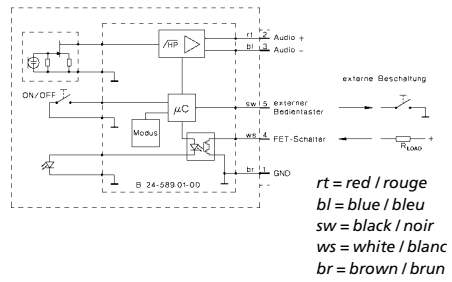 /HP
rt 2 Audio +
bl 3 Audio –
externe Beschaltung
ON/OFF
µC
sw 5 externer
Bedientaster
Modus
ws 4 FET-Schalter
RLOAD
+
br 1 GND
B 24-589.01-00
rt = red / rouge
bl = blue / bleu
sw = black / noir
ws = white / blanc
br = brown / brun